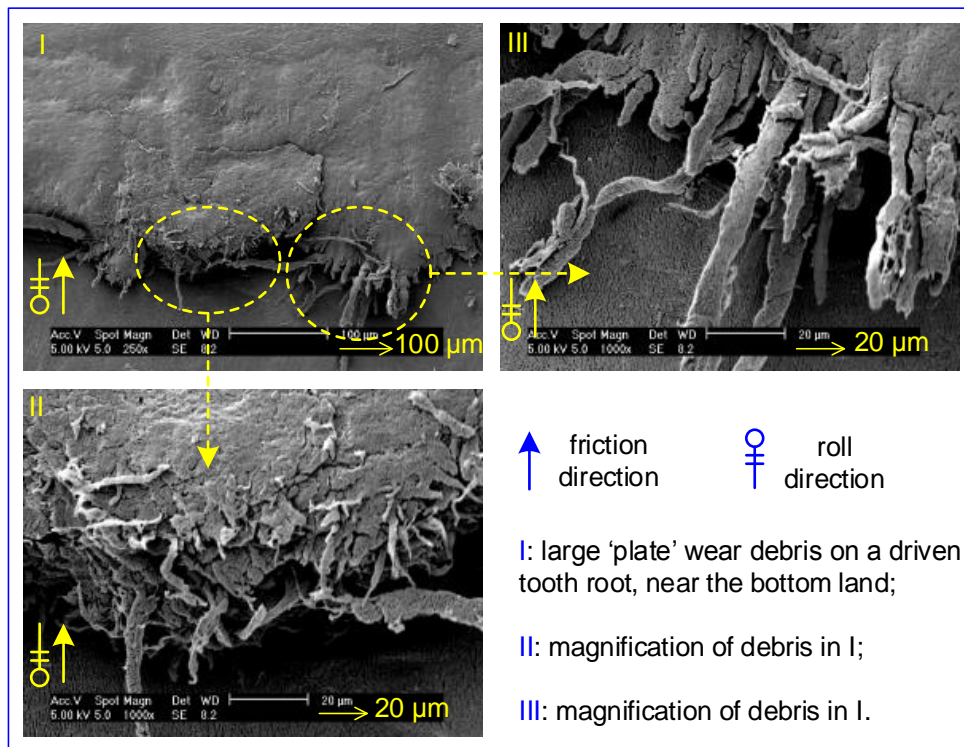 I
Acc.V Spot Magn Det WD 100 µm
5.00 kV 5.0 250x SE 8.2
100 µm
III
Acc.V Spot Magn Det WD 20 µm
5.00 kV 5.0 1000x SE 8.2
20 µm
II
Acc.V Spot Magn Det WD 20 µm
5.00 kV 5.0 1000x SE 8.2
20 µm
friction
direction
roll
direction
I: large ‘plate’ wear debris on a driven
tooth root, near the bottom land;
II: magnification of debris in I;
III: magnification of debris in I.